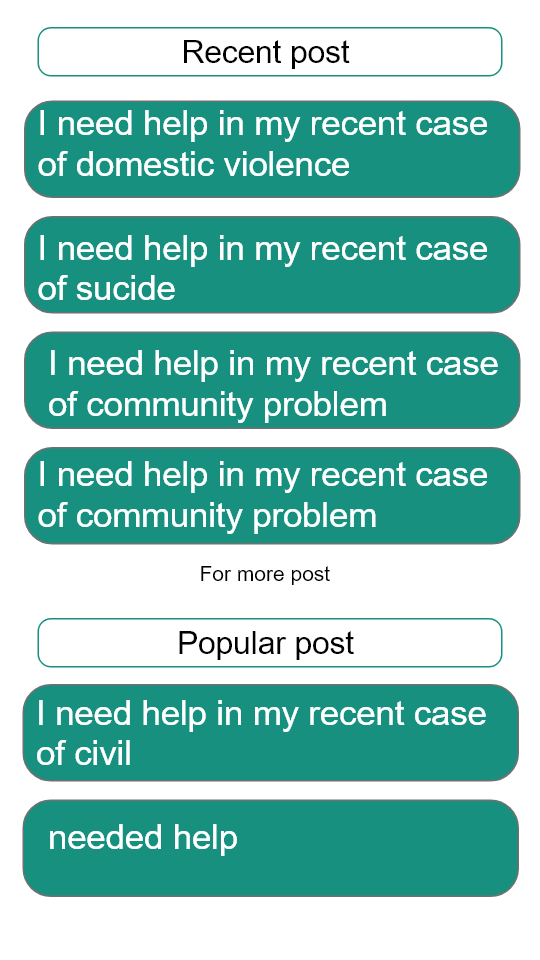 Recent post
I need help in my recent case
of domestic violence
I need help in my recent case
of sucide
I need help in my recent case
of community problem
I need help in my recent case
of community problem
For more post
Popular post
I need help in my recent case
of civil
needed help